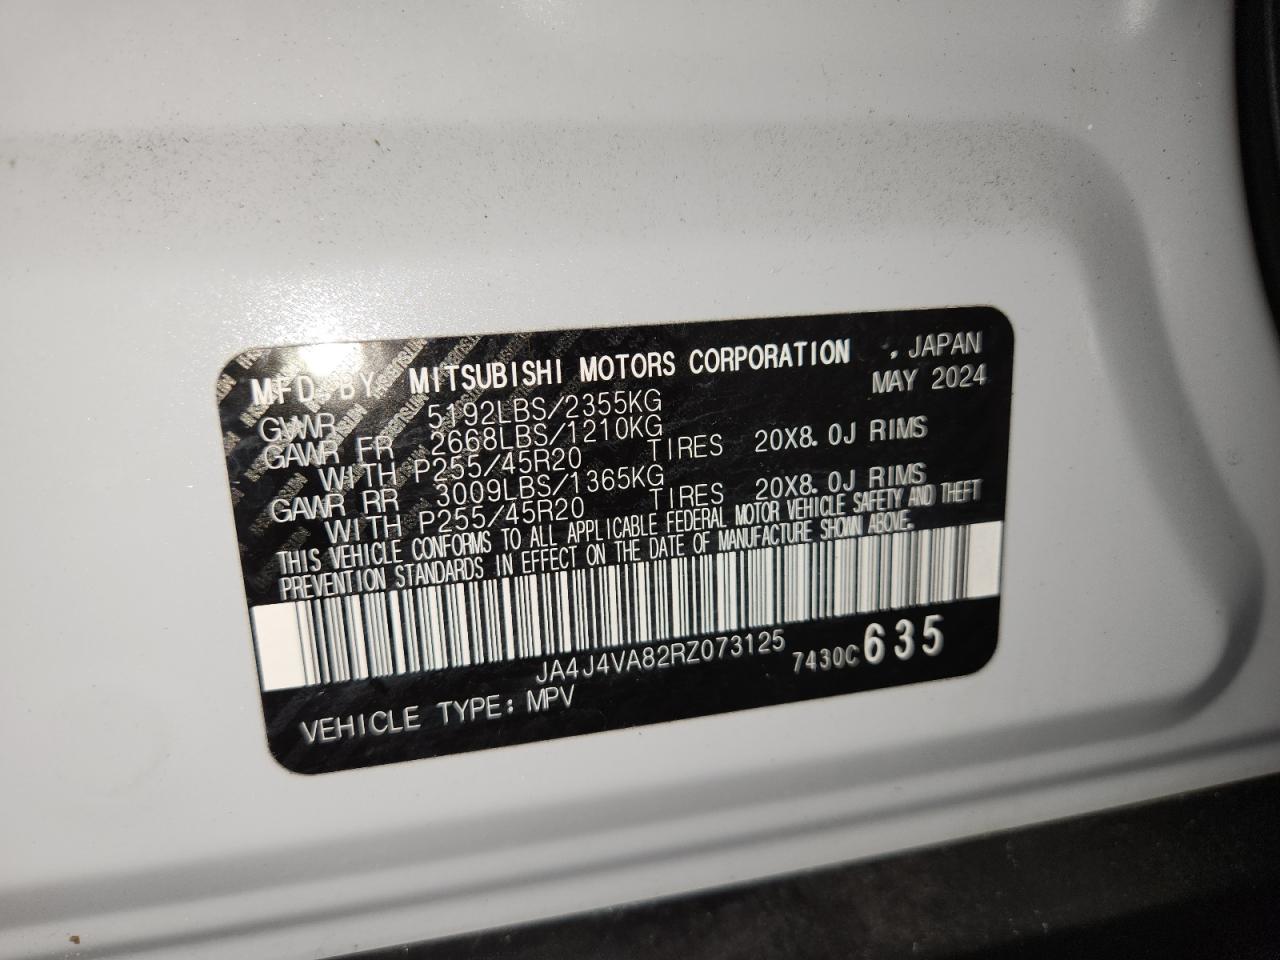 MFD. BY MITSUBISHI MOTORS CORPORATION , JAPAN
MAY 2024
GVWR 5192LBS/2355KG
GAWR FR 2668LBS/1210KG
WITH P255/45R20 TIRES 20X8.0J RIMS
GAWR RR 3009LBS/1365KG
WITH P255/45R20 TIRES 20X8.0J RIMS
THIS VEHICLE CONFORMS TO ALL APPLICABLE FEDERAL MOTOR VEHICLE SAFETY AND THEFT
PREVENTION STANDARDS IN EFFECT ON THE DATE OF MANUFACTURE SHOWN ABOVE.
JA4J4VA82RZ073125 7430C635
VEHICLE TYPE: MPV